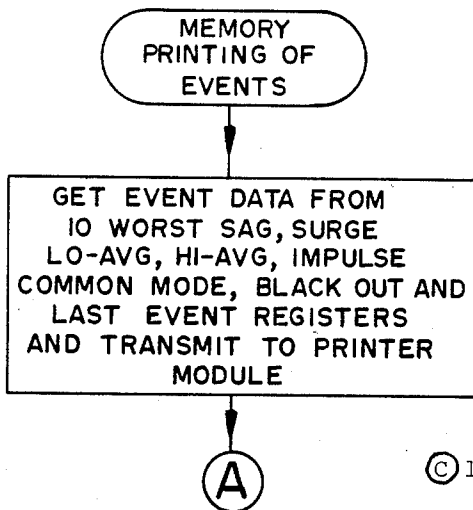 MEMORY
PRINTING OF
EVENTS
GET EVENT DATA FROM
10 WORST SAG, SURGE
LO-AVG, HI-AVG, IMPULSE
COMMON MODE, BLACK OUT AND
LAST EVENT REGISTERS
AND TRANSMIT TO PRINTER
MODULE
A
©